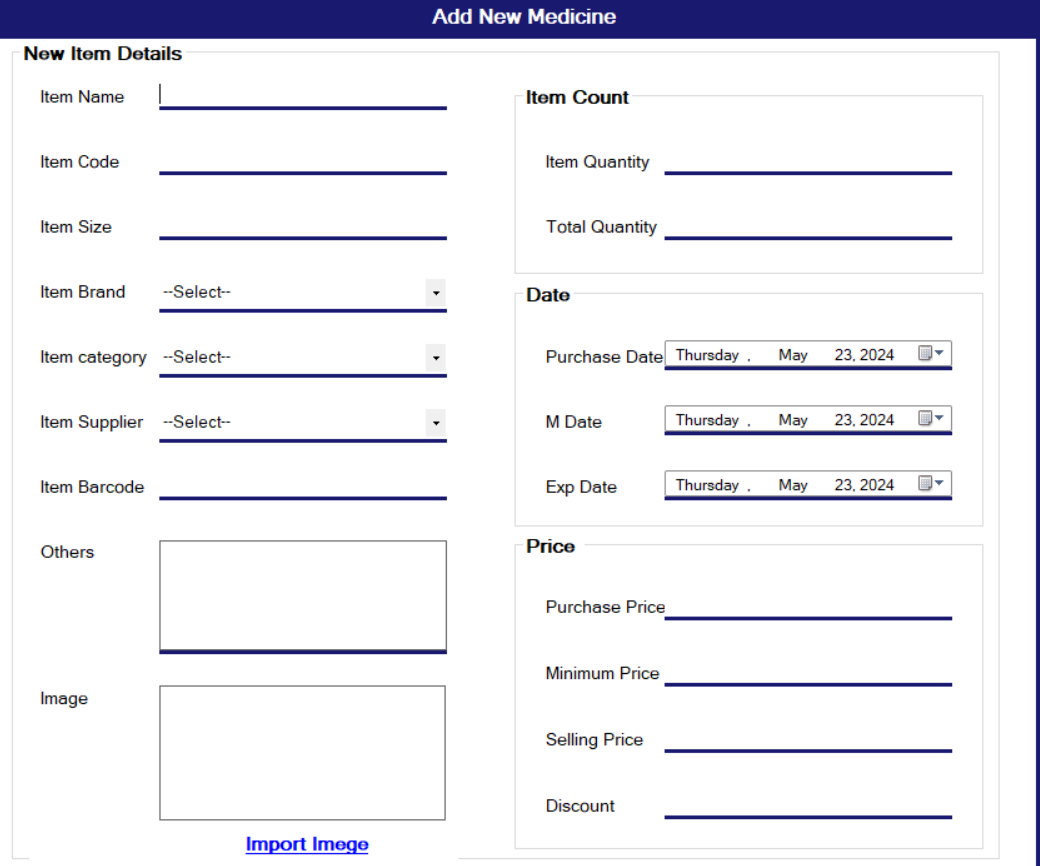 Add New Medicine
New Item Details
Item Name
Item Code
Item Size
Item Brand --Select--
Item category --Select--
Item Supplier --Select--
Item Barcode
Others
Image
Import Imege
Item Count
Item Quantity
Total Quantity
Date
Purchase Date Thursday , May 23, 2024
M Date Thursday , May 23, 2024
Exp Date Thursday , May 23, 2024
Price
Purchase Price
Minimum Price
Selling Price
Discount